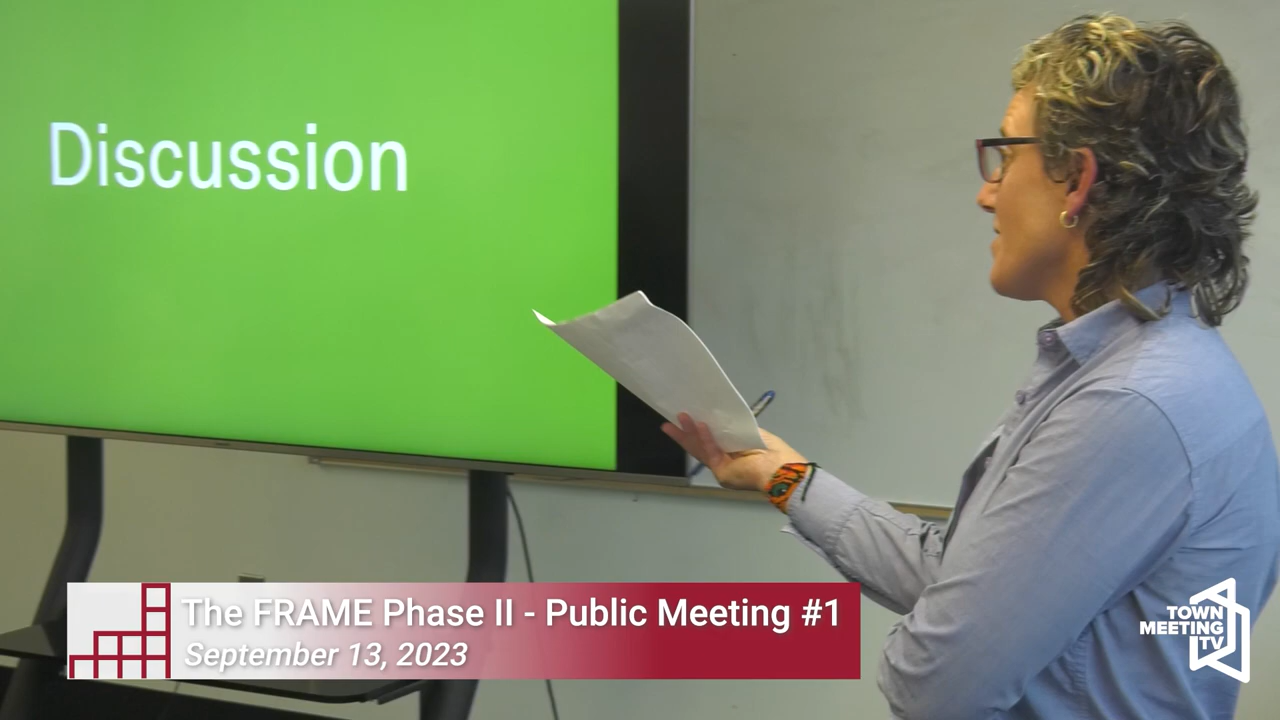 Discussion
The FRAME Phase II - Public Meeting #1
September 13, 2023
TOWN
MEETING
TV